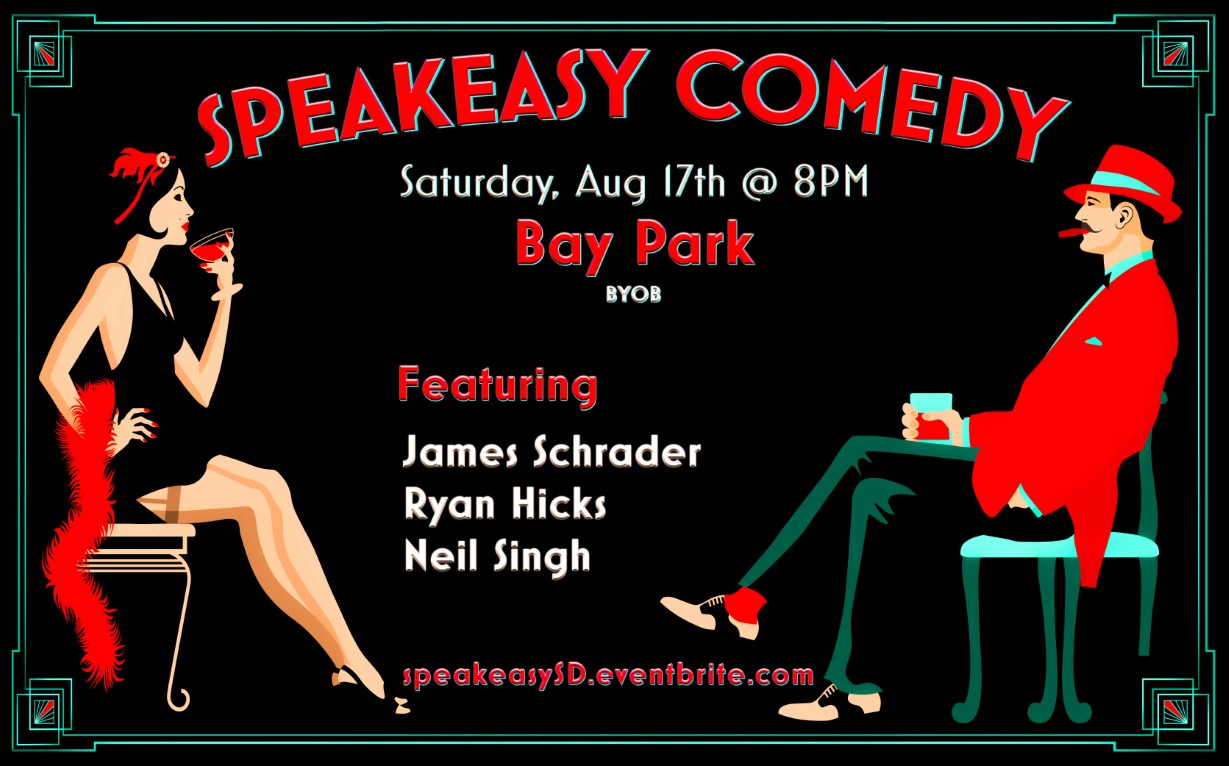 SPEAKEASY COMEDY
Saturday, Aug 17th @ 8PM
Bay Park
BYOB
Featuring
James Schrader
Ryan Hicks
Neil Singh
speakeasySD.eventbrite.com